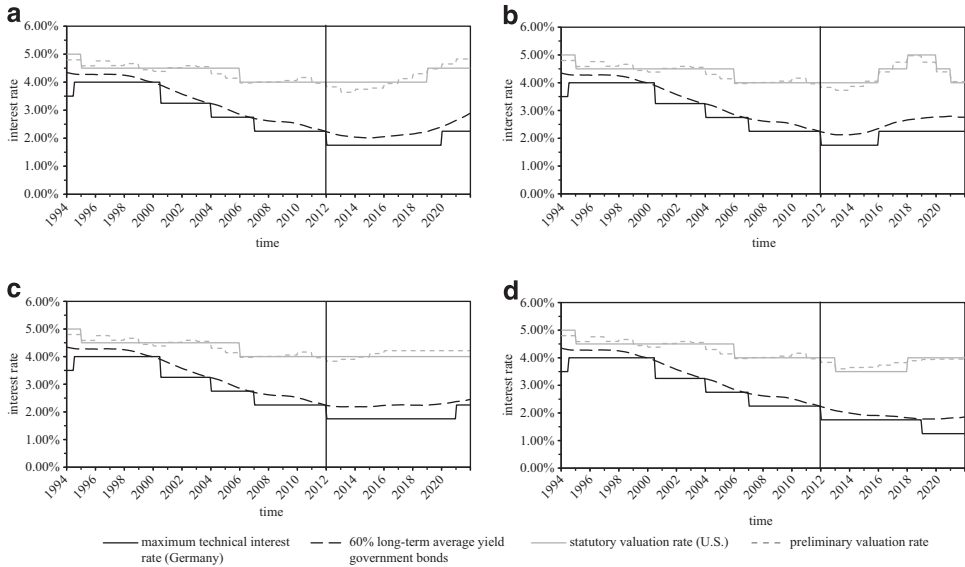 a
6.00%
5.00%
4.00%
3.00%
2.00%
1.00%
0.00%
interest rate
1994 1996 1998 2000 2002 2004 2006 2008 2010 2012 2014 2016 2018 2020
time
b
6.00%
5.00%
4.00%
3.00%
2.00%
1.00%
0.00%
interest rate
1994 1996 1998 2000 2002 2004 2006 2008 2010 2012 2014 2016 2018 2020
time
c
6.00%
5.00%
4.00%
3.00%
2.00%
1.00%
0.00%
interest rate
1994 1996 1998 2000 2002 2004 2006 2008 2010 2012 2014 2016 2018 2020
time
d
6.00%
5.00%
4.00%
3.00%
2.00%
1.00%
0.00%
interest rate
1994 1996 1998 2000 2002 2004 2006 2008 2010 2012 2014 2016 2018 2020
time
maximum technical interest
rate (Germany)
60% long-term average yield
government bonds
statutory valuation rate (U.S.)
preliminary valuation rate